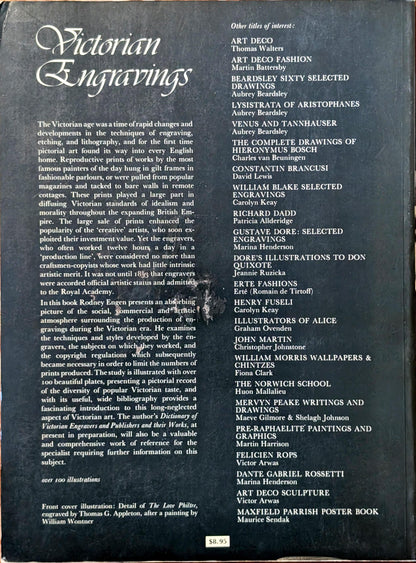 Victorian
Engravings
The Victorian age was a time of rapid changes and
developments in the techniques of engraving,
etching, and lithography, and for the first time
pictorial art found its way into every English
home. Reproductive prints of works by the most
famous painters of the day hung in gilt frames in
fashionable parlours, or were pulled from popular
magazines and tacked to bare walls in remote
cottages. These prints played a large part in
diffusing Victorian standards of idealism and
morality throughout the expanding British Em-
pire. The large sale of prints enhanced the
popularity of the 'creative' artists, who soon ex-
ploited their investment value. Yet the engravers,
who often worked twelve hours a day in a
'production line', were considered no more than
craftsmen-copyists whose work had little intrinsic
artistic merit. It was not until that engravers
were accorded official artistic status and admitted
to the Royal Academy.
In this book Rodney Engen presents an absorbing
picture of the social, commercial and artistic
atmosphere surrounding the production of en-
gravings during the Victorian era. He examines
the techniques and styles developed by the en-
gravers, the subjects on which they worked, and
the copyright regulations which subsequently
became necessary in order to limit the numbers of
prints produced. The study is illustrated with over
100 beautiful plates, presenting a pictorial record
of the diversity of popular Victorian taste, and
with its useful, wide bibliography provides a
fascinating introduction to this long-neglected
aspect of Victorian art. The author's Dictionary of
Victorian Engravers and Publishers and their Works, at
present in preparation, will also be a valuable
and comprehensive work of reference for the
specialist requiring further information on this
subject.
over 100 illustrations
Front cover illustration: Detail of The Love Philtre,
engraved by Thomas G. Appleton, after a painting by
William Wontner
$8.95
Other titles of interest:
ART DECO
Thomas Walters
ART DECO FASHION
Martin Battersby
BEARDSLEY SIXTY SELECTED
DRAWINGS
Aubrey Beardsley
LYSISTRATA OF ARISTOPHANES
Aubrey Beardsley
VENUS AND TANNHAUSER
Aubrey Beardsley
THE COMPLETE DRAWINGS OF
HIERONYMUS BOSCH
Charles van Beuningen
CONSTANTIN BRANCUSI
David Lewis
WILLIAM BLAKE SELECTED
ENGRAVINGS
Carolyn Keay
RICHARD DADD
Patricia Allderidge
GUSTAVE DORE: SELECTED
ENGRAVINGS
Marina Henderson
DORE'S ILLUSTRATIONS TO DON
QUIXOTE
Jeannie Ruzicka
ERTE FASHIONS
Erté (Romain de Tirtoff)
HENRY FUSELI
Carolyn Keay
ILLUSTRATORS OF ALICE
Graham Ovenden
JOHN MARTIN
Christopher Johnstone
WILLIAM MORRIS WALLPAPERS &
CHINTZES
Fiona Clark
THE NORWICH SCHOOL
Huon Mallalieu
MERVYN PEAKE WRITINGS AND
DRAWINGS
Maeve Gilmore & Shelagh Johnson
PRE-RAPHAELITE PAINTINGS AND
GRAPHICS
Martin Harrison
FELICIEN ROPS
Victor Arwas
DANTE GABRIEL ROSSETTI
Marina Henderson
ART DECO SCULPTURE
Victor Arwas
MAXFIELD PARRISH POSTER BOOK
Maurice Sendak